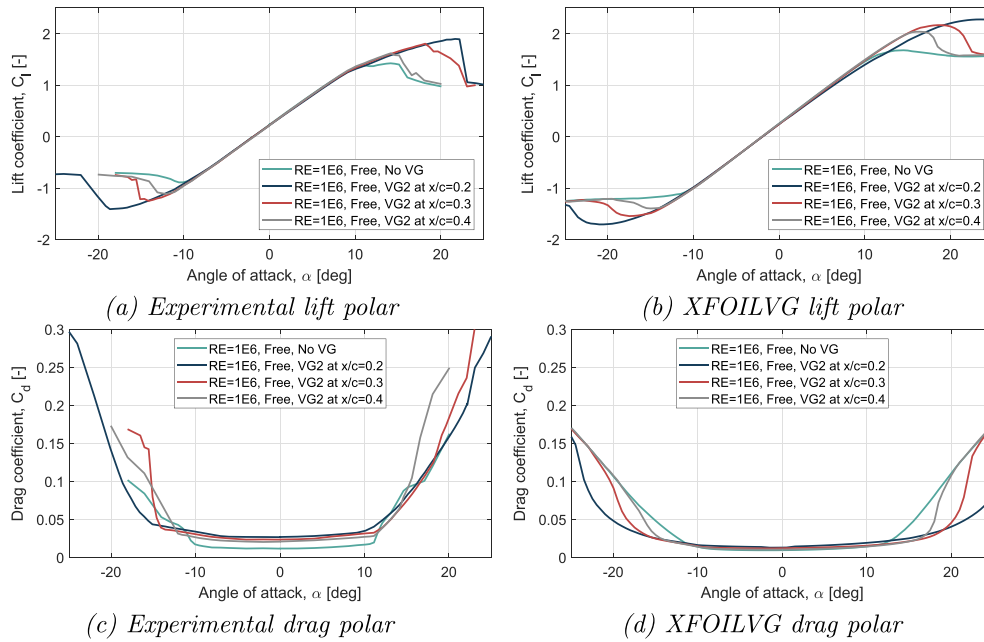 Lift coefficient, C_l [-]
2
1
0
-1
-2
RE=1E6, Free, No VG
RE=1E6, Free, VG2 at x/c=0.2
RE=1E6, Free, VG2 at x/c=0.3
RE=1E6, Free, VG2 at x/c=0.4
-20
-10
0
10
20
Angle of attack, α [deg]
(a) Experimental lift polar
Lift coefficient, C_l [-]
2
1
0
-1
-2
RE=1E6, Free, No VG
RE=1E6, Free, VG2 at x/c=0.2
RE=1E6, Free, VG2 at x/c=0.3
RE=1E6, Free, VG2 at x/c=0.4
-20
-10
0
10
20
Angle of attack, α [deg]
(b) XFOILVG lift polar
Drag coefficient, C_d [-]
0.3
0.25
0.2
0.15
0.1
0.05
0
RE=1E6, Free, No VG
RE=1E6, Free, VG2 at x/c=0.2
RE=1E6, Free, VG2 at x/c=0.3
RE=1E6, Free, VG2 at x/c=0.4
-20
-10
0
10
20
Angle of attack, α [deg]
(c) Experimental drag polar
Drag coefficient, C_d [-]
0.3
0.25
0.2
0.15
0.1
0.05
0
RE=1E6, Free, No VG
RE=1E6, Free, VG2 at x/c=0.2
RE=1E6, Free, VG2 at x/c=0.3
RE=1E6, Free, VG2 at x/c=0.4
-20
-10
0
10
20
Angle of attack, α [deg]
(d) XFOILVG drag polar